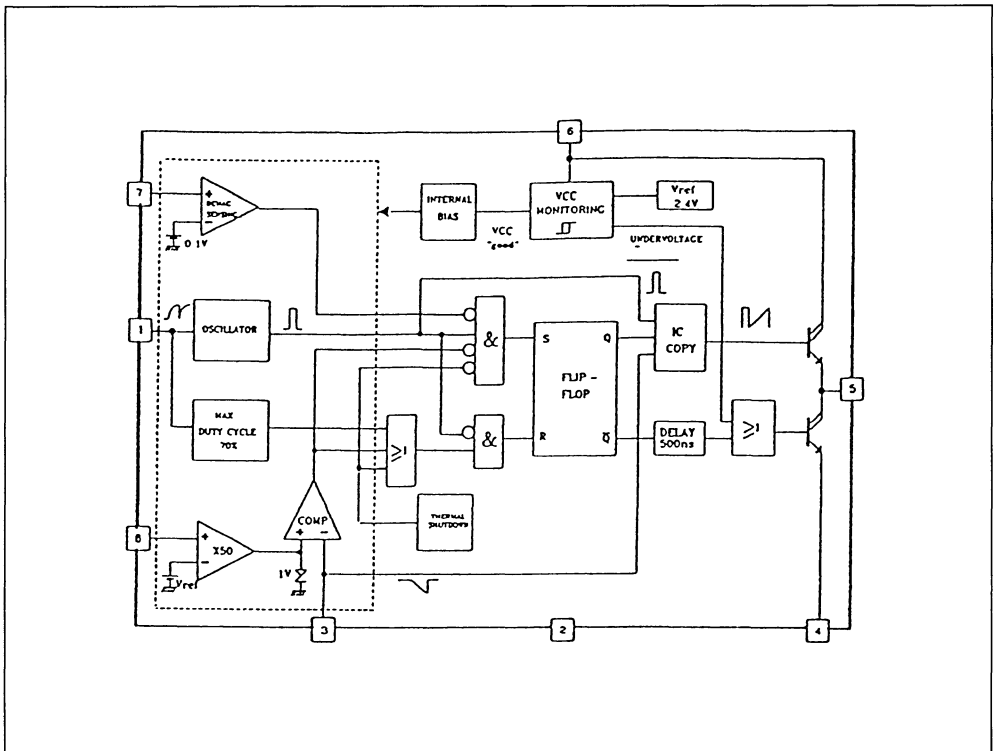 6
7
+
DEMAG
SENSING
-
0.1V
INTERNAL
BIAS
VCC
"good"
VCC
MONITORING
Vref
2.4V
UNDERVOLTAGE
1
OSCILLATOR
&
S
Q
FLIP -
FLOP
R
Q̅
IC
COPY
5
MAX
DUTY CYCLE
70%
≥1
&
DELAY
500ns
≥1
THERMAL
SHUTDOWN
COMP
+ -
8
+
X50
-
Vref
1V
3
2
4